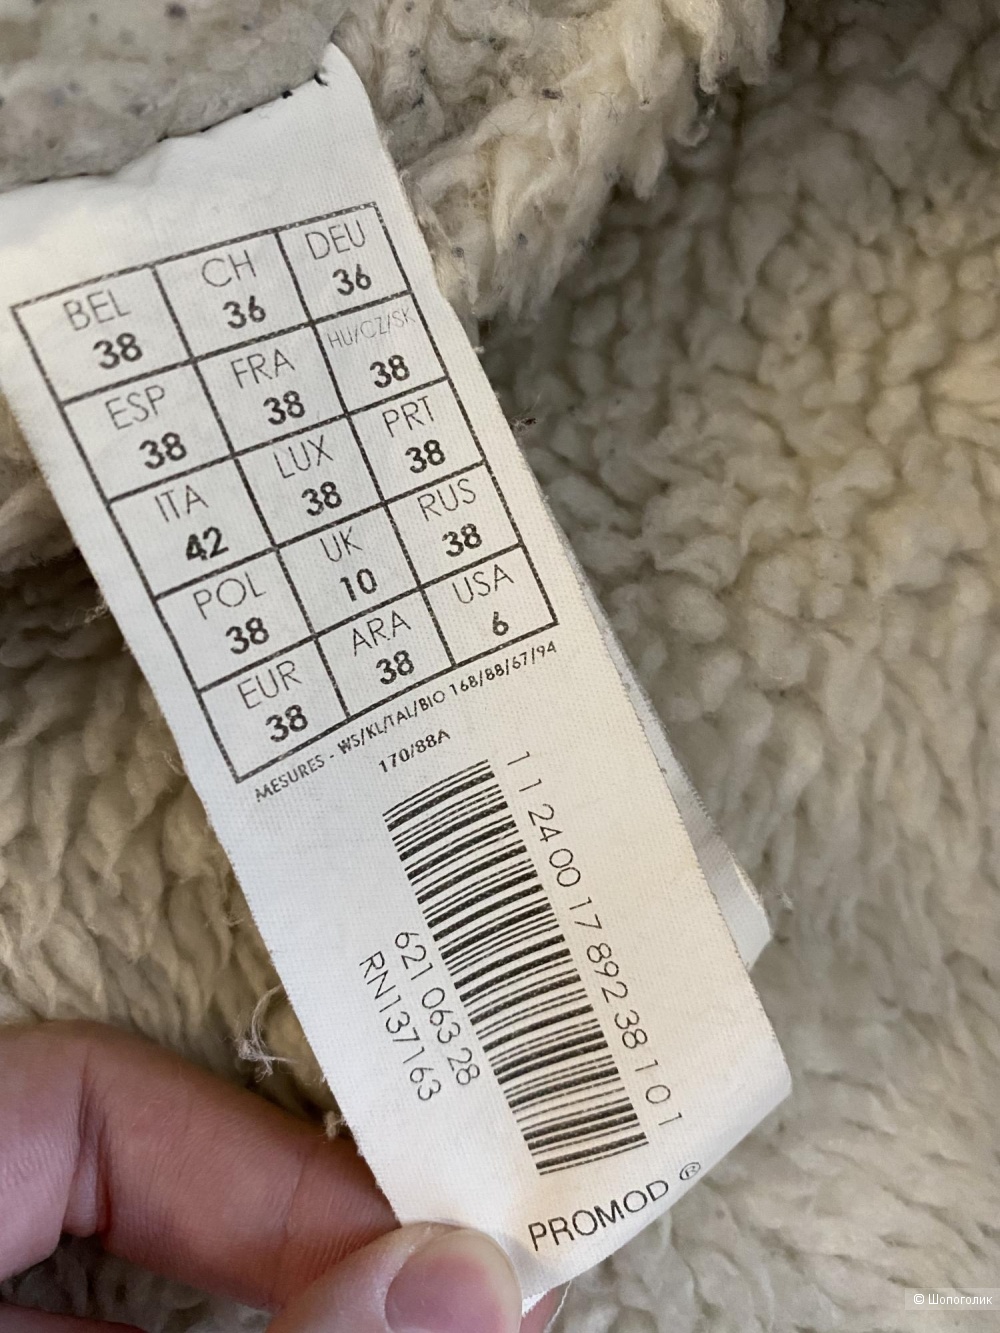 BEL CH DEU
38 36 36
ESP FRA HU/CZ/SK
38 38 38
ITA LUX PRT
42 38 38
POL UK RUS
38 10 38
EUR ARA USA
38 38 6
MESURES - WS/KL/TAL/BIO 168/88/67/94
170/88A
1 1 24 00 17 892 38 1 0 1
621 063 28
RN137163
PROMOD ®
© Шопоголик